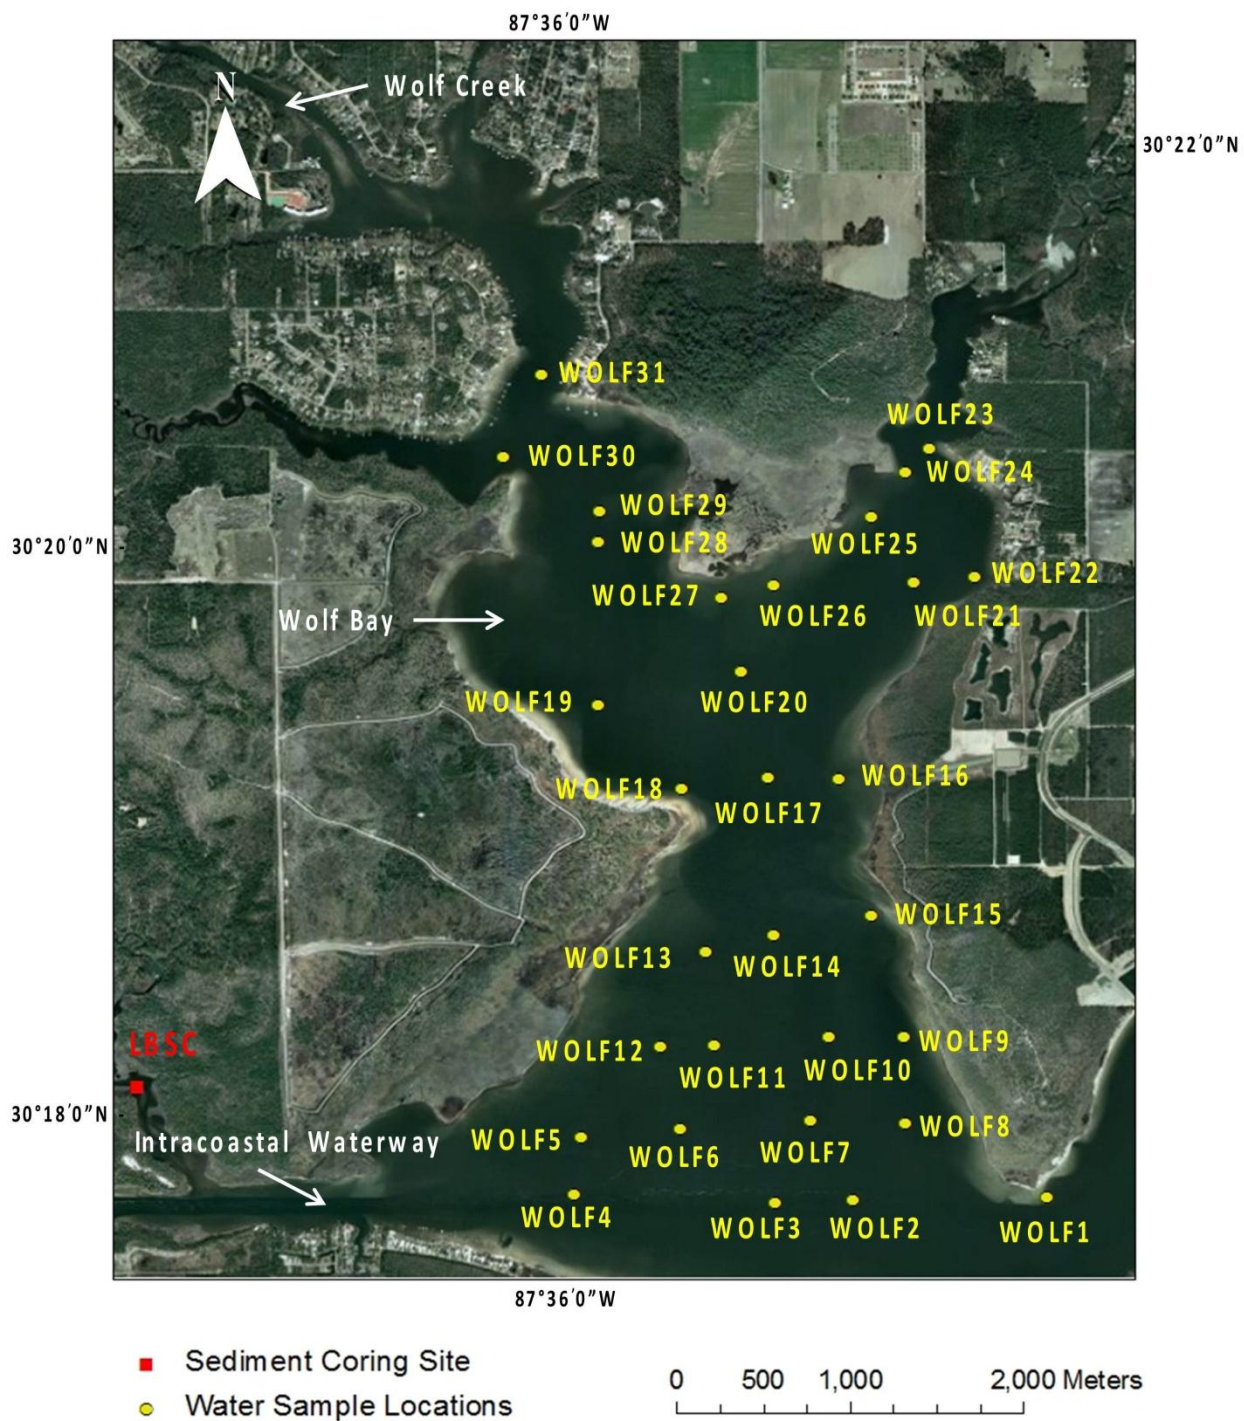 87°36′0″W
N
Wolf Creek
30°22′0″N
WOLF31
WOLF23
WOLF30
WOLF24
WOLF29
WOLF28
WOLF25
30°20′0″N
WOLF22
WOLF27
WOLF26
WOLF21
Wolf Bay
WOLF19
WOLF20
WOLF18
WOLF16
WOLF17
WOLF15
WOLF13
WOLF14
LBSC
WOLF12
WOLF9
WOLF11
WOLF10
30°18′0″N
Intracoastal Waterway
WOLF5
WOLF6
WOLF7
WOLF8
WOLF4
WOLF3
WOLF2
WOLF1
87°36′0″W
Sediment Coring Site
Water Sample Locations
0 500 1,000 2,000 Meters